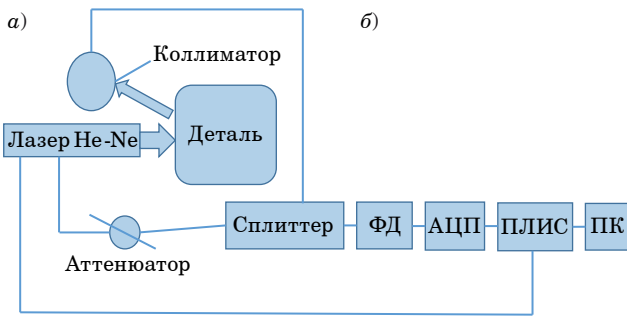 а)
б)
Коллиматор
Лазер He-Ne
Деталь
Сплиттер
ФД
АЦП
ПЛИС
ПК
Аттенюатор